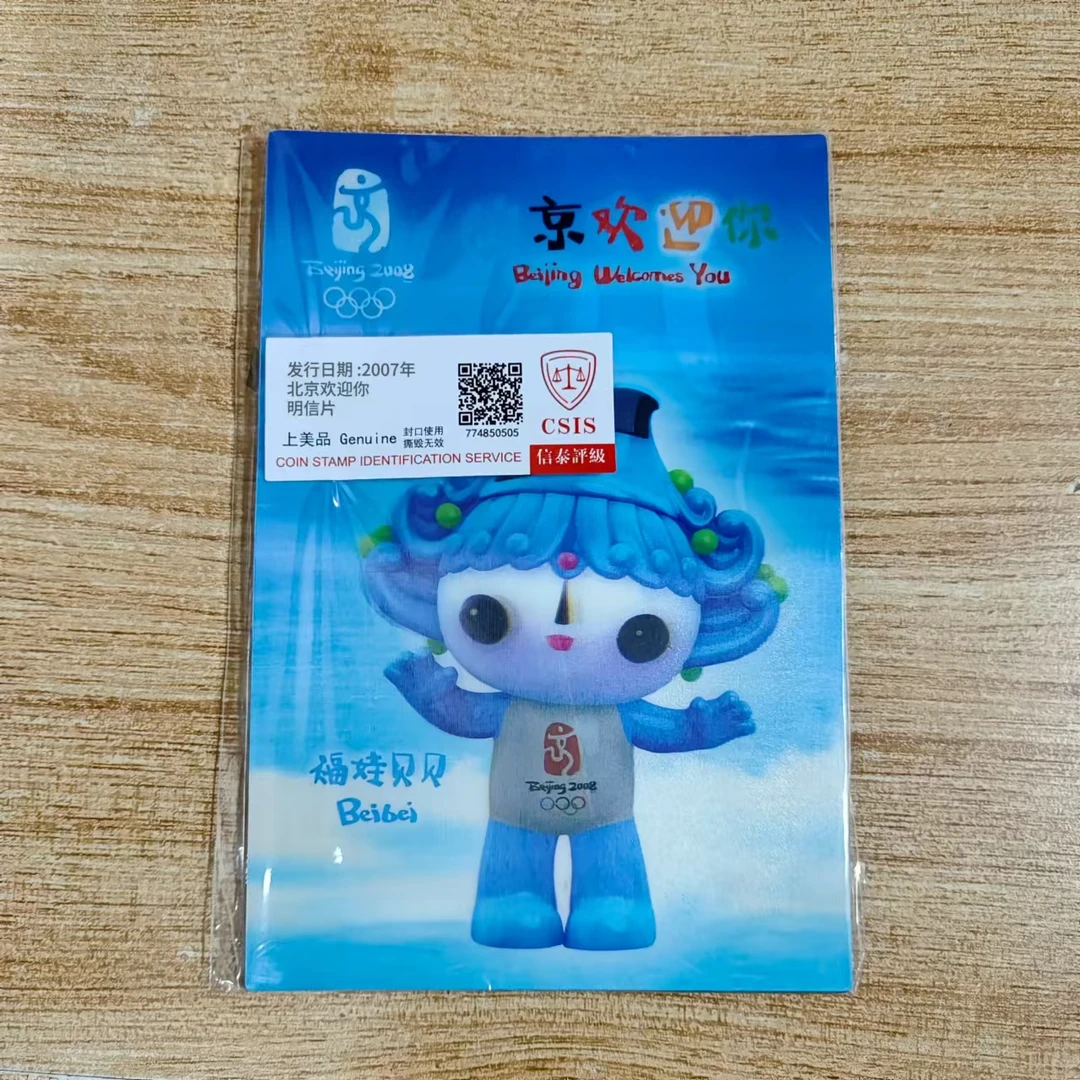 Beijing 2008
京欢迎你
Beijing Welcomes You
发行日期:2007年
北京欢迎你
明信片
上美品 Genuine
封口使用
撕毁无效
774850505
COIN STAMP IDENTIFICATION SERVICE
CSIS
信泰評級
福娃贝贝
Beibei
Beijing 2008